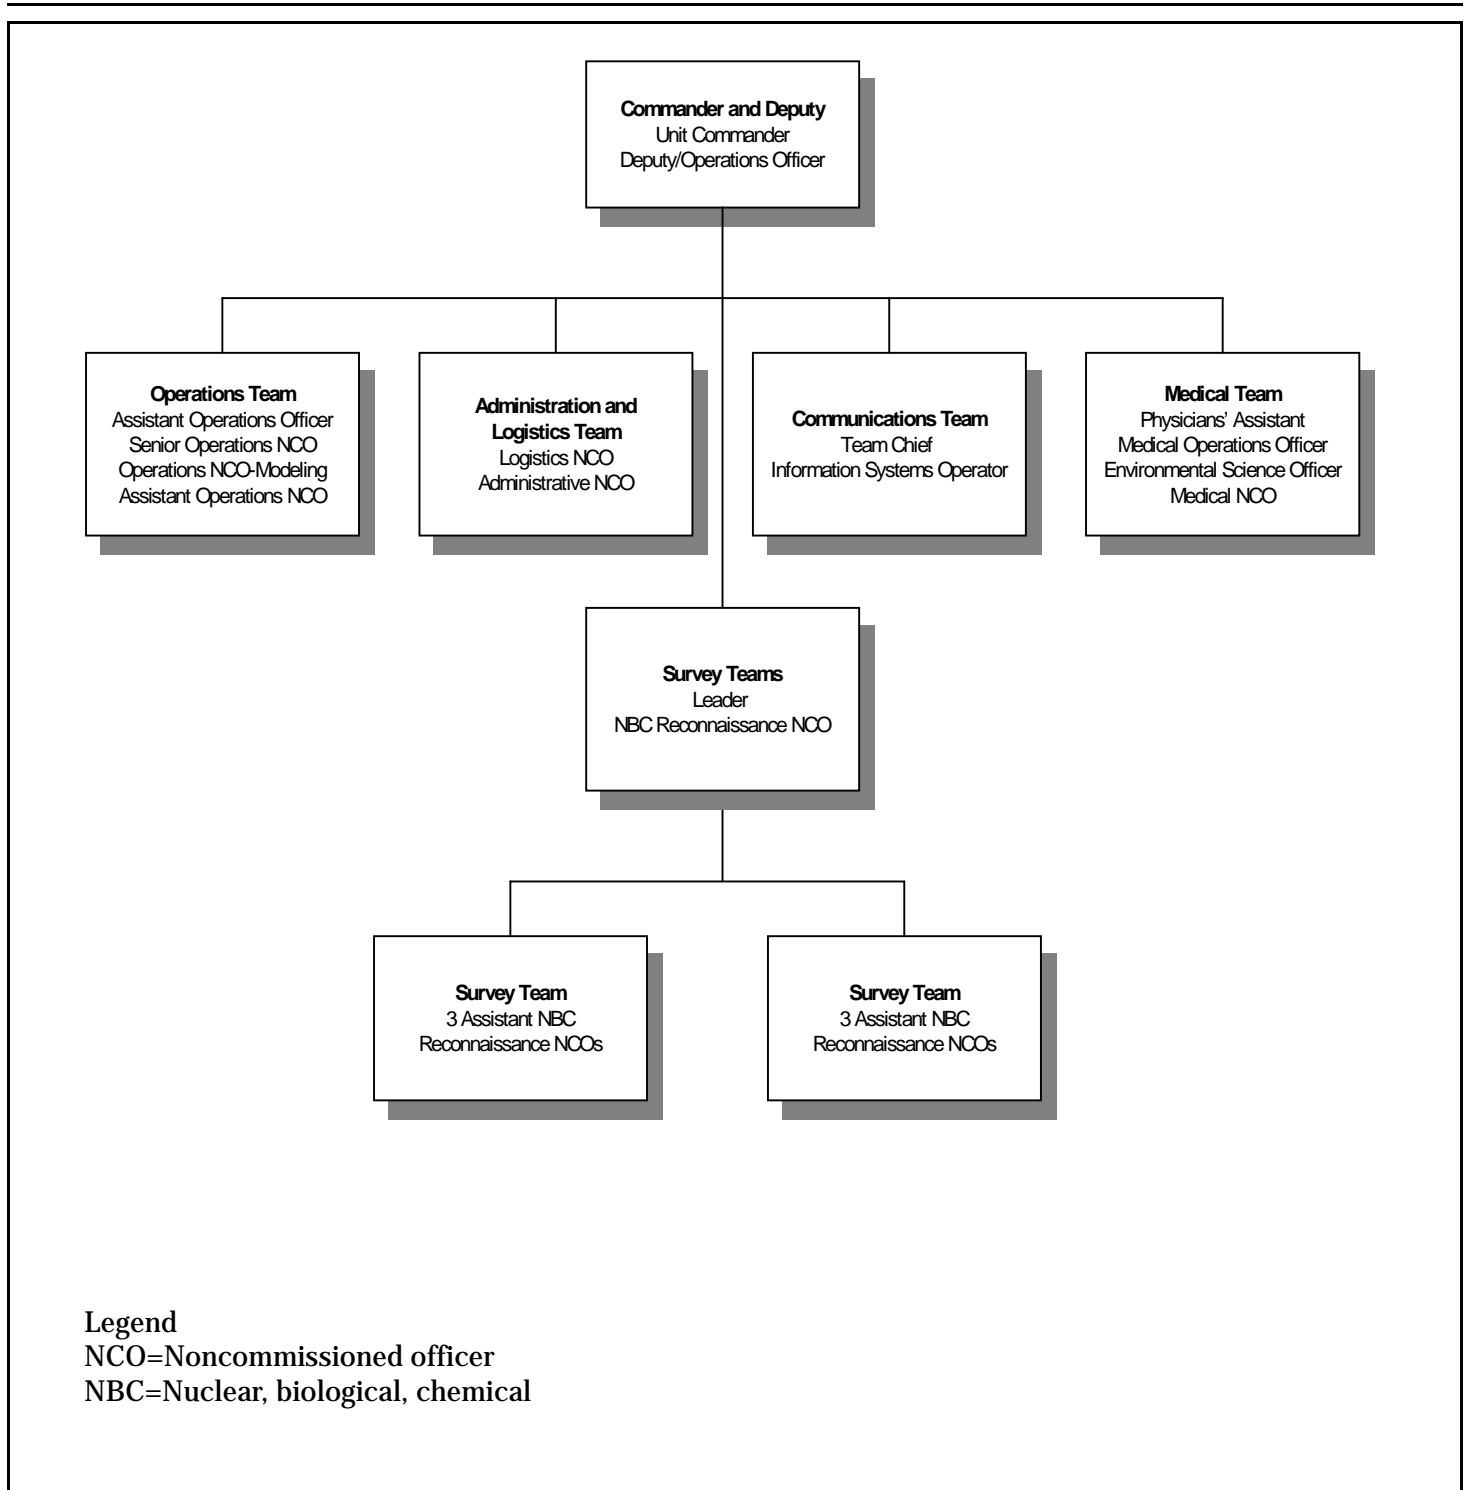 Commander and Deputy
Unit Commander
Deputy/Operations Officer
Operations Team
Assistant Operations Officer
Senior Operations NCO
Operations NCO-Modeling
Assistant Operations NCO
Administration and
Logistics Team
Logistics NCO
Administrative NCO
Communications Team
Team Chief
Information Systems Operator
Medical Team
Physicians’ Assistant
Medical Operations Officer
Environmental Science Officer
Medical NCO
Survey Teams
Leader
NBC Reconnaissance NCO
Survey Team
3 Assistant NBC
Reconnaissance NCOs
Survey Team
3 Assistant NBC
Reconnaissance NCOs
Legend
NCO=Noncommissioned officer
NBC=Nuclear, biological, chemical